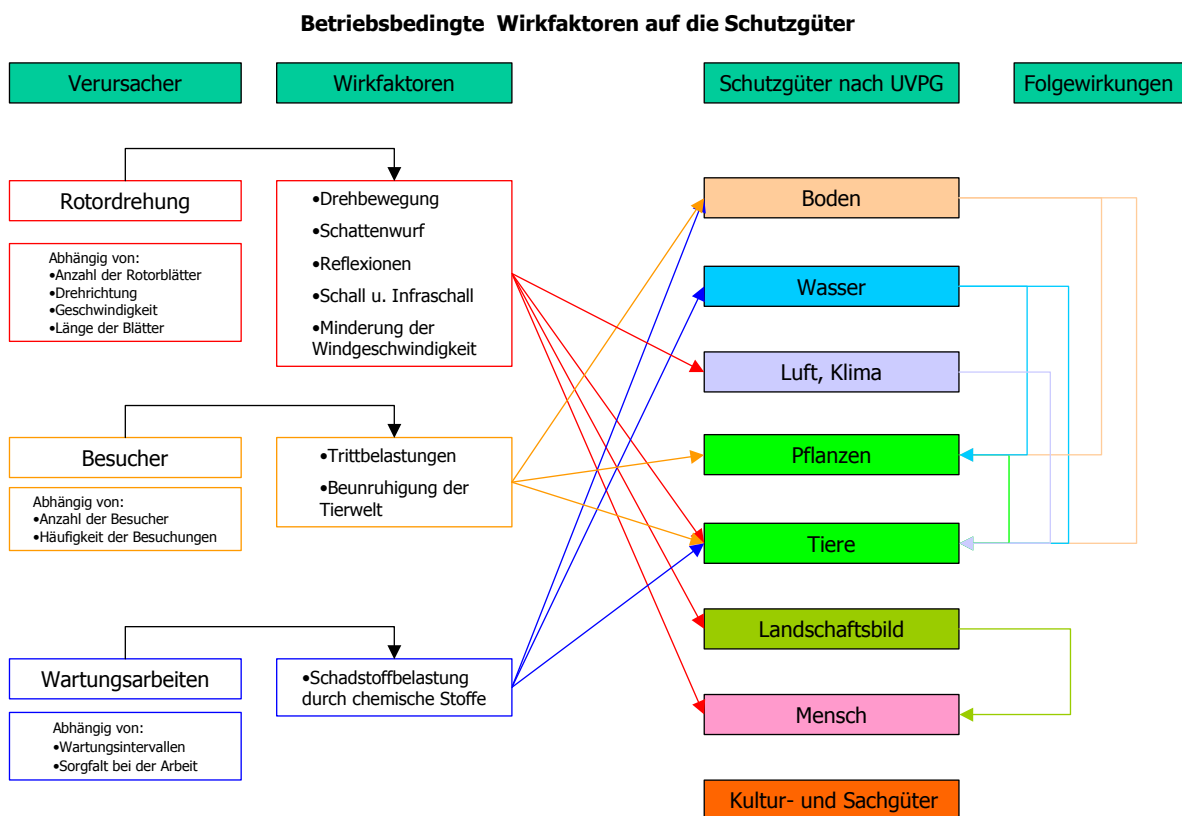 Betriebsbedingte Wirkfaktoren auf die Schutzgüter
Verursacher
Wirkfaktoren
Schutzgüter nach UVPG
Folgewirkungen
Rotordrehung
Abhängig von:
•Anzahl der Rotorblätter
•Drehrichtung
•Geschwindigkeit
•Länge der Blätter
•Drehbewegung
•Schattenwurf
•Reflexionen
•Schall u. Infraschall
•Minderung der
Windgeschwindigkeit
Besucher
Abhängig von:
•Anzahl der Besucher
•Häufigkeit der Besuchungen
•Trittbelastungen
•Beunruhigung der
Tierwelt
Wartungsarbeiten
Abhängig von:
•Wartungsintervallen
•Sorgfalt bei der Arbeit
•Schadstoffbelastung
durch chemische Stoffe
Boden
Wasser
Luft, Klima
Pflanzen
Tiere
Landschaftsbild
Mensch
Kultur- und Sachgüter